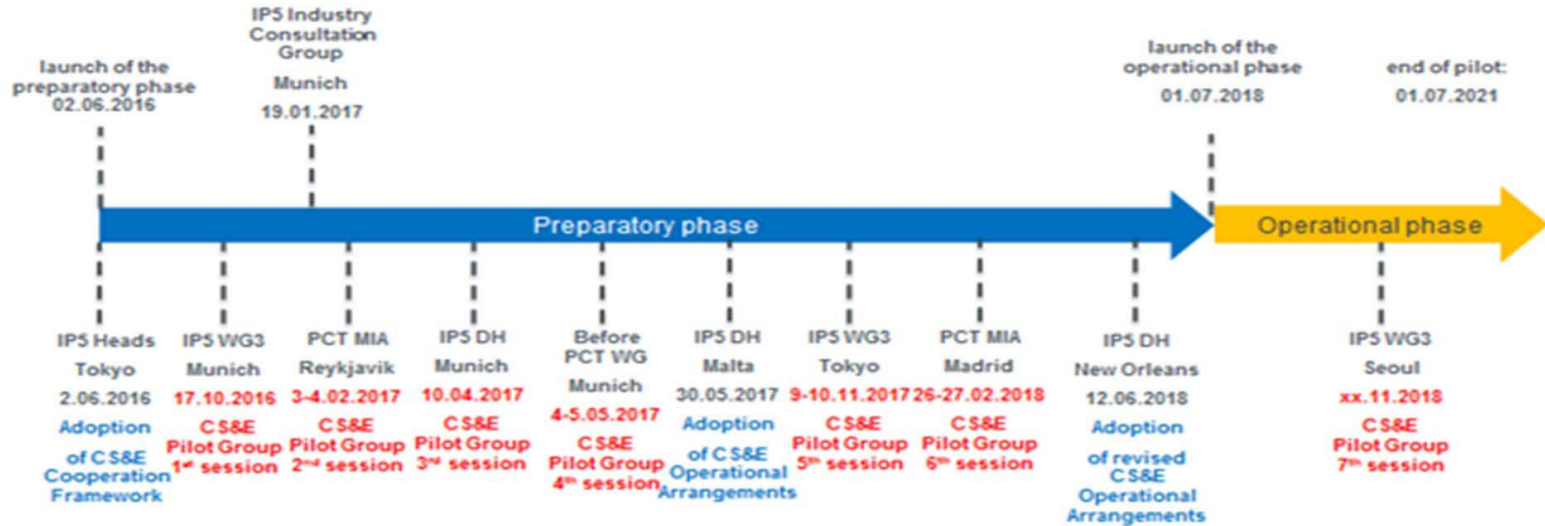 IP5 Industry
Consultation
Group
Munich
19.01.2017
launch of the
preparatory phase
02.06.2016
launch of the
operational phase
01.07.2018
end of pilot:
01.07.2021
Preparatory phase
Operational phase
IP5 Heads
Tokyo
2.06.2016
Adoption
of CS&E
Cooperation
Framework
IP5 WG3
Munich
17.10.2016
CS&E
Pilot Group
1st session
PCT MIA
Reykjavik
3-4.02.2017
CS&E
Pilot Group
2nd session
IP5 DH
Munich
10.04.2017
CS&E
Pilot Group
3rd session
Before
PCT WG
Munich
4-5.05.2017
CS&E
Pilot Group
4th session
IP5 DH
Malta
30.05.2017
Adoption
of CS&E
Operational
Arrangements
IP5 WG3
Tokyo
9-10.11.2017
CS&E
Pilot Group
5th session
PCT MIA
Madrid
26-27.02.2018
CS&E
Pilot Group
6th session
IP5 DH
New Orleans
12.06.2018
Adoption
of revised
CS&E
Operational
Arrangements
IP5 WG3
Seoul
xx.11.2018
CS&E
Pilot Group
7th session